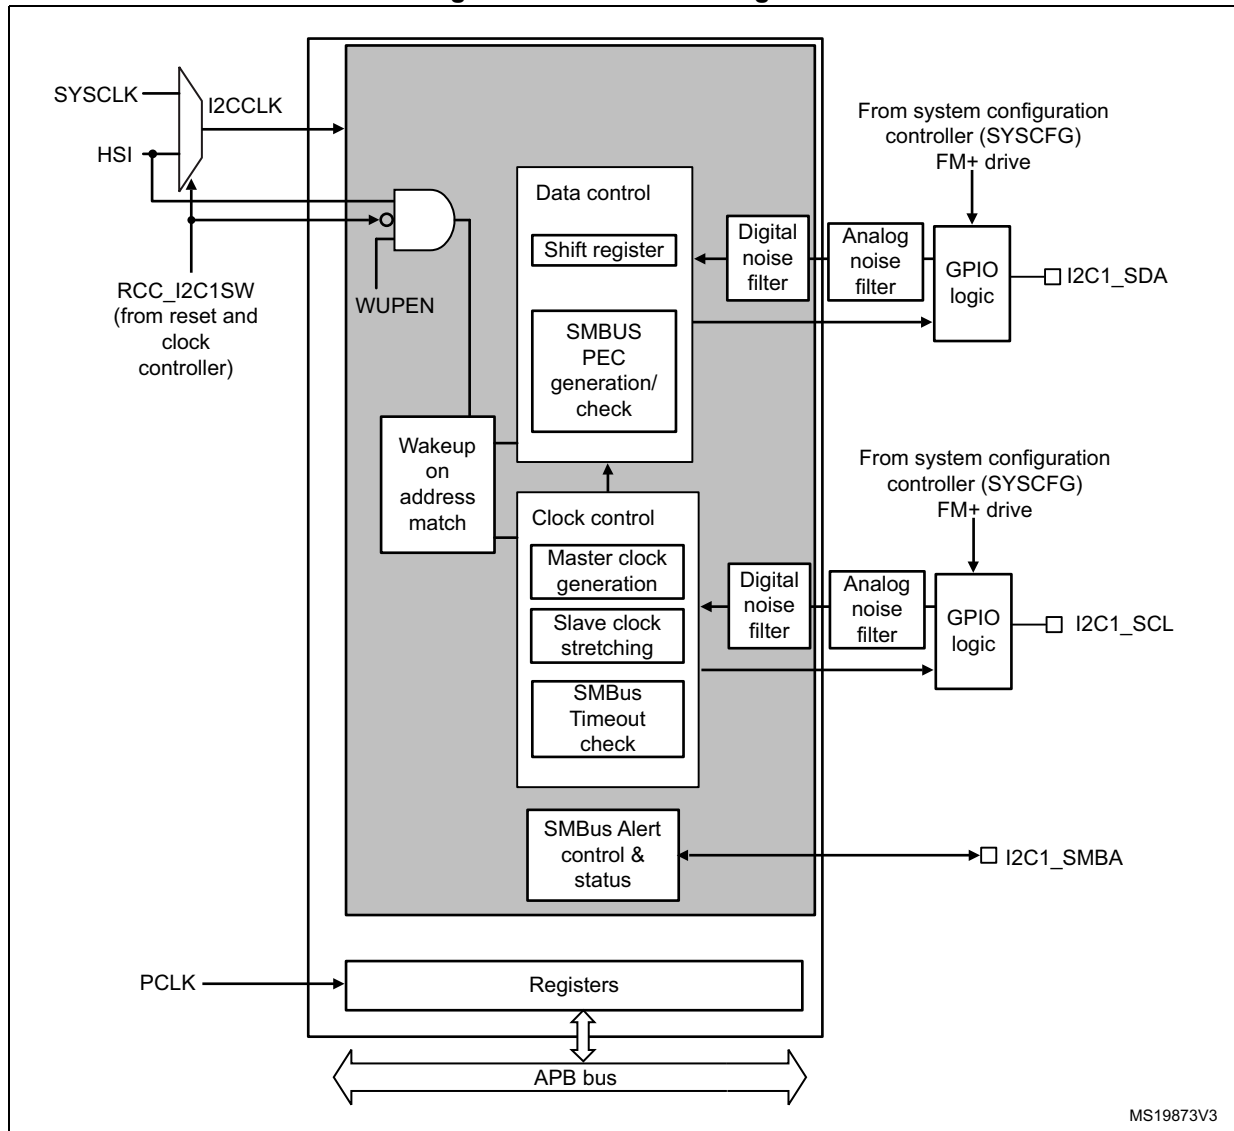 SYSCLK
I2CCLK
HSI
RCC_I2C1SW
(from reset and
clock
controller)
WUPEN
Data control
Shift register
SMBUS
PEC
generation/
check
Wakeup
on
address
match
Clock control
Master clock
generation
Slave clock
stretching
SMBus
Timeout
check
SMBus Alert
control &
status
Digital
noise
filter
Analog
noise
filter
From system configuration
controller (SYSCFG)
FM+ drive
GPIO
logic
I2C1_SDA
From system configuration
controller (SYSCFG)
FM+ drive
Digital
noise
filter
Analog
noise
filter
GPIO
logic
I2C1_SCL
I2C1_SMBA
PCLK
Registers
APB bus
MS19873V3